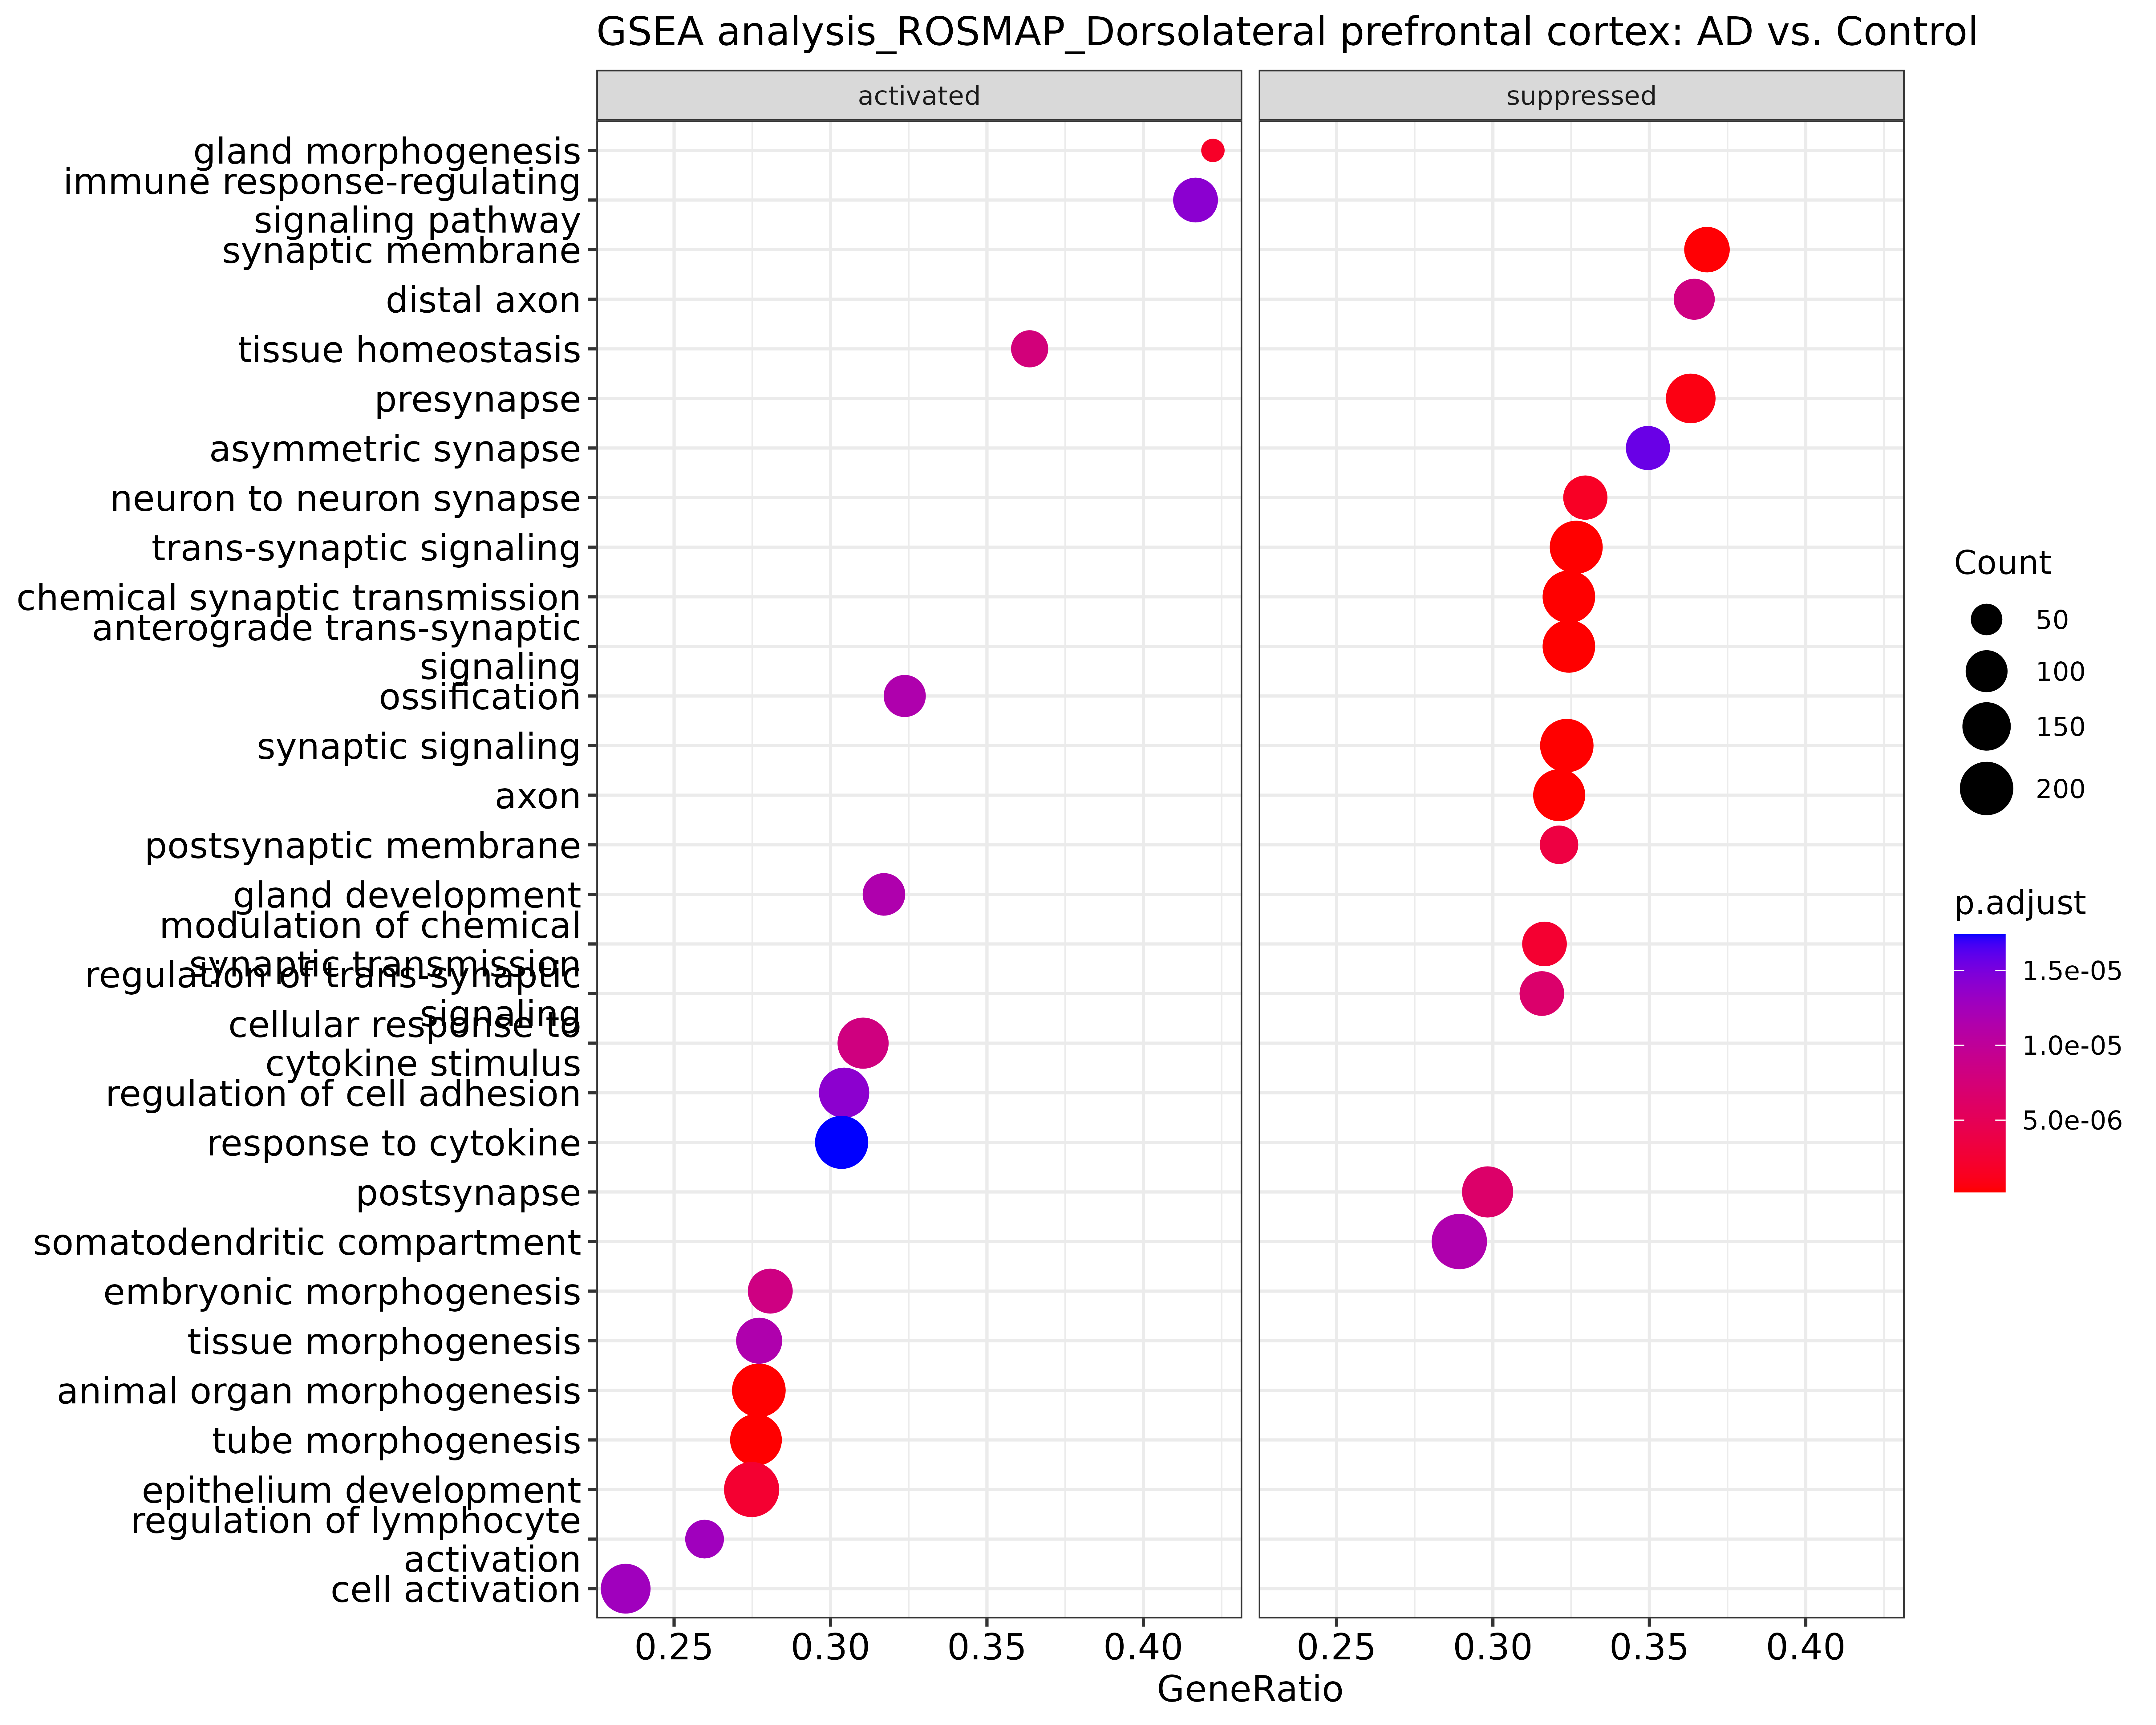 GSEA analysis_ROSMAP_Dorsolateral prefrontal cortex: AD vs. Control
activated
suppressed
gland morphogenesis
immune response-regulating
signaling pathway
synaptic membrane
distal axon
tissue homeostasis
presynapse
asymmetric synapse
neuron to neuron synapse
trans-synaptic signaling
chemical synaptic transmission
anterograde trans-synaptic
signaling
ossification
synaptic signaling
axon
postsynaptic membrane
gland development
modulation of chemical
synaptic transmission
regulation of trans-synaptic
signaling
cellular response to
cytokine stimulus
regulation of cell adhesion
response to cytokine
postsynapse
somatodendritic compartment
embryonic morphogenesis
tissue morphogenesis
animal organ morphogenesis
tube morphogenesis
epithelium development
regulation of lymphocyte
activation
cell activation
0.25 0.30 0.35 0.40
0.25 0.30 0.35 0.40
GeneRatio
Count
50
100
150
200
p.adjust
1.5e-05
1.0e-05
5.0e-06